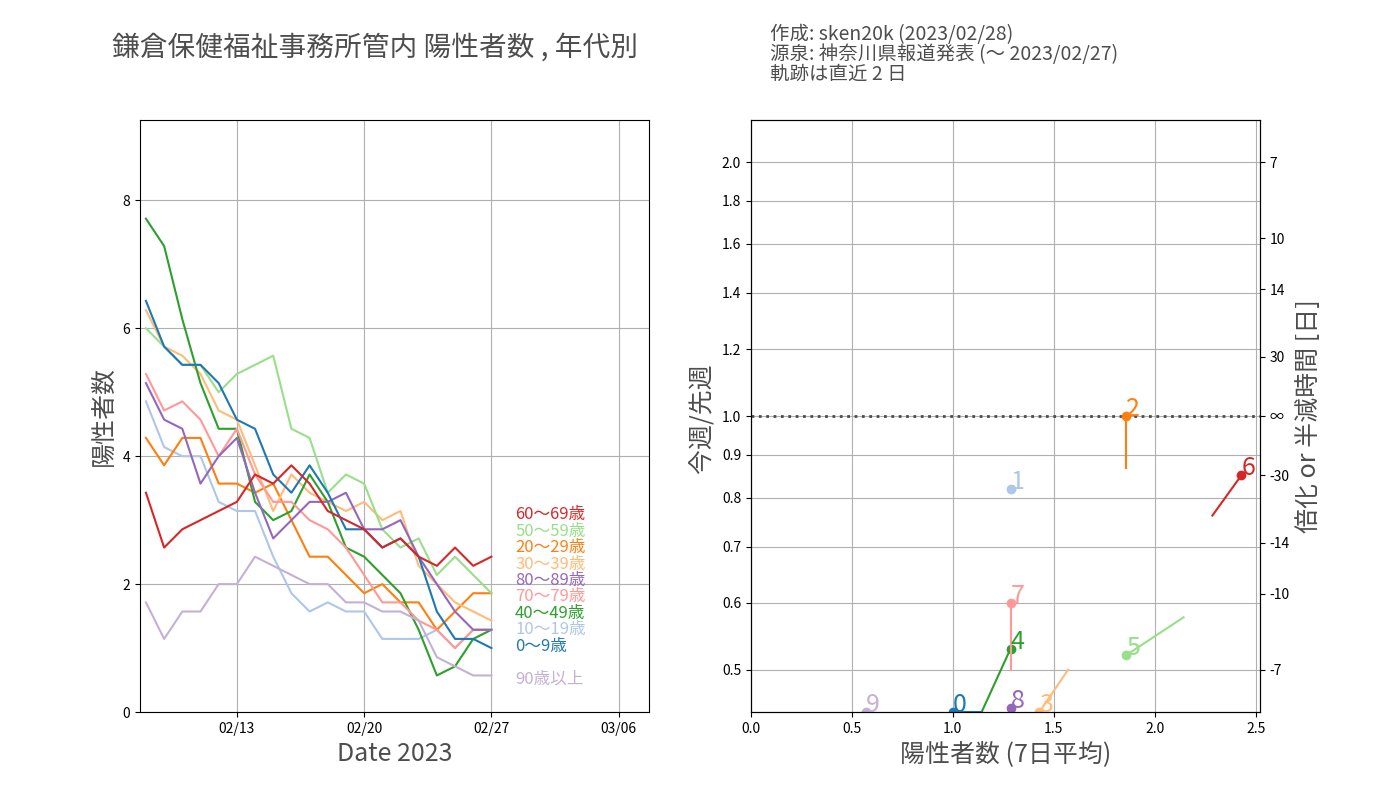 鎌倉保健福祉事務所管内 陽性者数 , 年代別
作成: sken20k (2023/02/28)
源泉: 神奈川県報道発表 (～ 2023/02/27)
軌跡は直近 2 日
陽性者数
8
6
4
2
0
02/13
02/20
02/27
03/06
Date 2023
60～69歳
50～59歳
20～29歳
30～39歳
80～89歳
70～79歳
40～49歳
10～19歳
0～9歳
90歳以上
今週/先週
2.0
1.8
1.6
1.4
1.2
1.0
0.9
0.8
0.7
0.6
0.5
0.0
0.5
1.0
1.5
2.0
2.5
陽性者数 (7日平均)
2
6
1
7
4
5
9
0
8
3
7
10
14
30
∞
-30
-14
-10
-7
倍化 or 半減時間 [日]